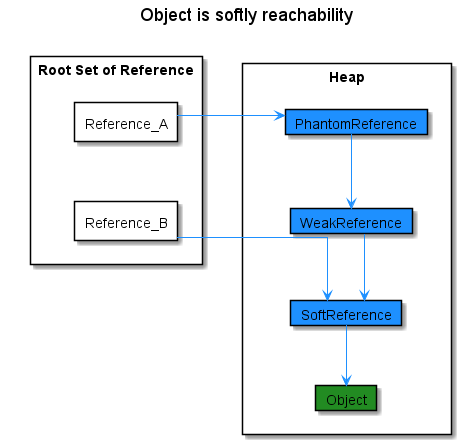 Object is softly reachability
Root Set of Reference
Heap
Reference_A
PhantomReference
Reference_B
WeakReference
SoftReference
Object